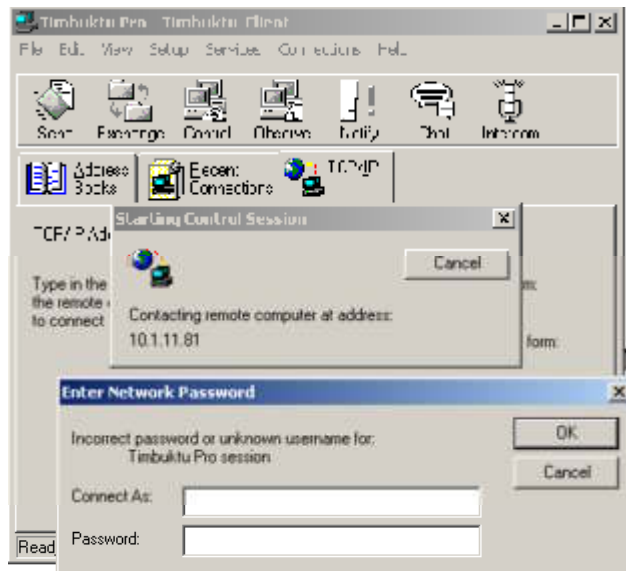 Timbuktu Pro - Timbuktu Client
File Edit View Setup Services Connections Help
Send Exchange Control Observe Notify Chat Intercom
Address Books
Recent Connections
TCP/IP
Starting Control Session
Cancel
Type in the
the remote
to connect
Contacting remote computer at address:
10.1.11.81
form:
Enter Network Password
Incorrect password or unknown username for:
Timbuktu Pro session
OK
Cancel
Connect As:
Password:
Read